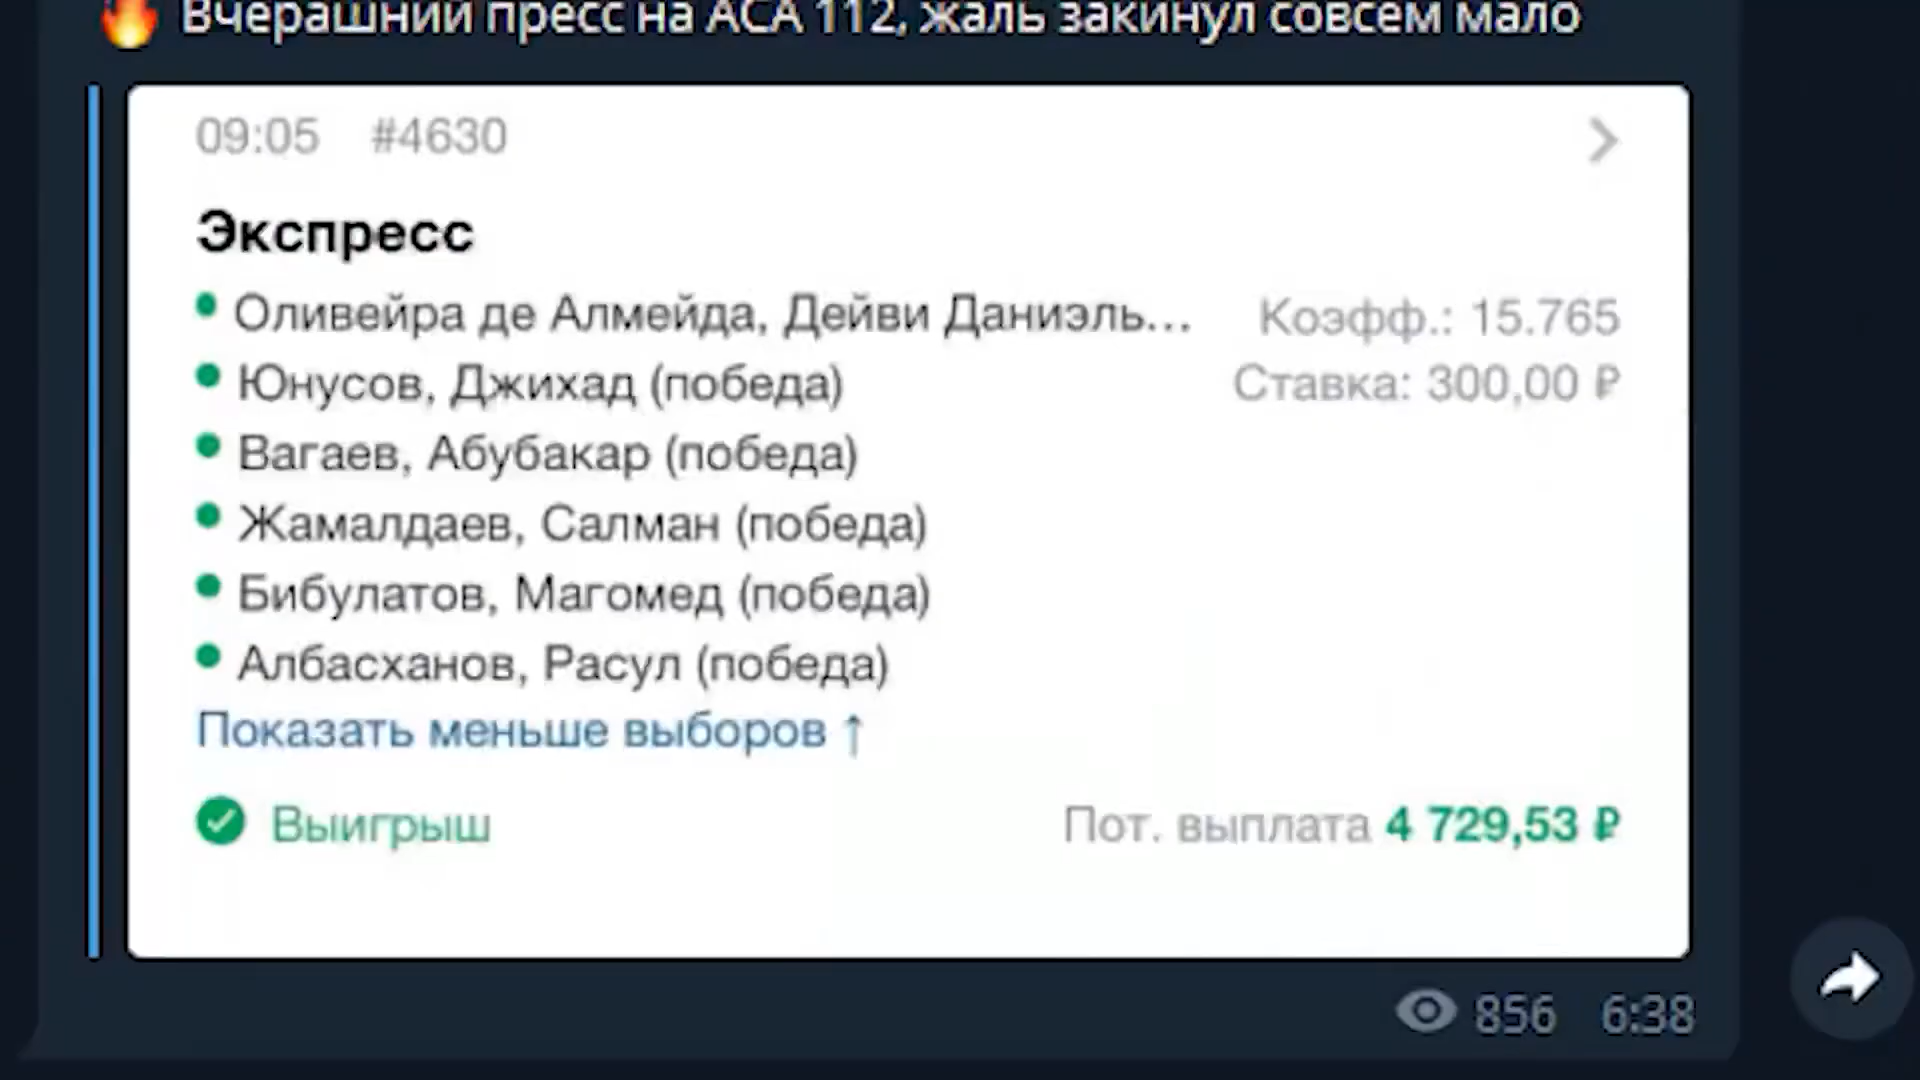 Вчерашний пресс на АСА 112, жаль закинул совсем мало
09:05 #4630
Экспресс
Оливейра де Алмейда, Дейви Даниэль... Коэфф.: 15.765
Юнусов, Джихад (победа) Ставка: 300,00 ₽
Вагаев, Абубакар (победа)
Жамалдаев, Салман (победа)
Бибулатов, Магомед (победа)
Албасханов, Расул (победа)
Показать меньше выборов ↑
Выигрыш Пот. выплата 4 729,53 ₽
856 6:38